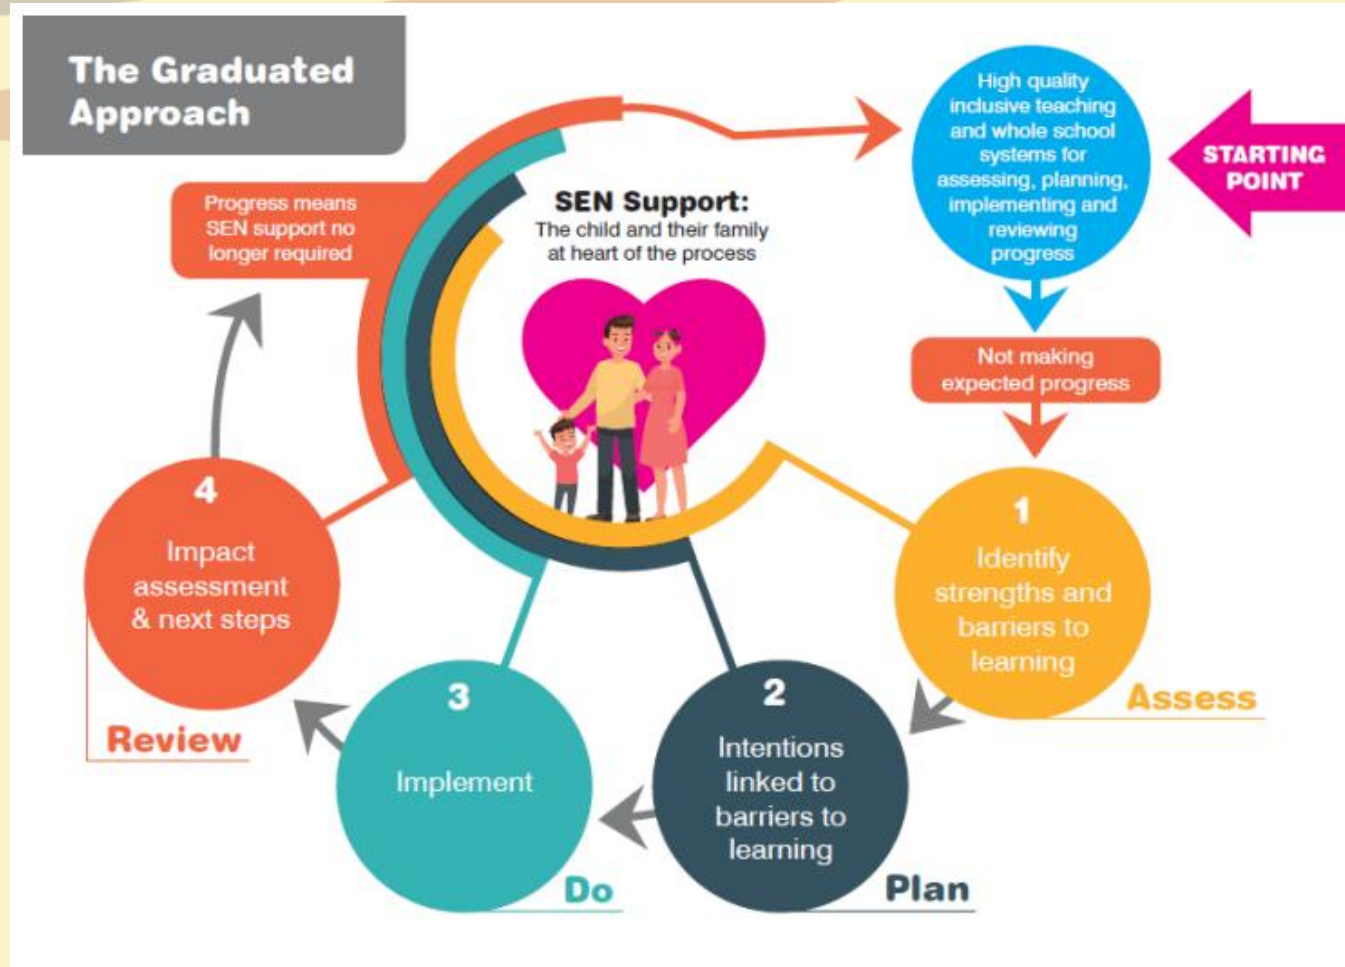 The Graduated
Approach
High quality
inclusive teaching
and whole school
systems for
assessing, planning,
implementing and
reviewing
progress
STARTING
POINT
Progress means
SEN support no
longer required
SEN Support:
The child and their family
at heart of the process
Not making
expected progress
1
Identify
strengths and
barriers to
learning
Assess
2
Intentions
linked to
barriers to
learning
Plan
3
Implement
Do
4
Impact
assessment
& next steps
Review